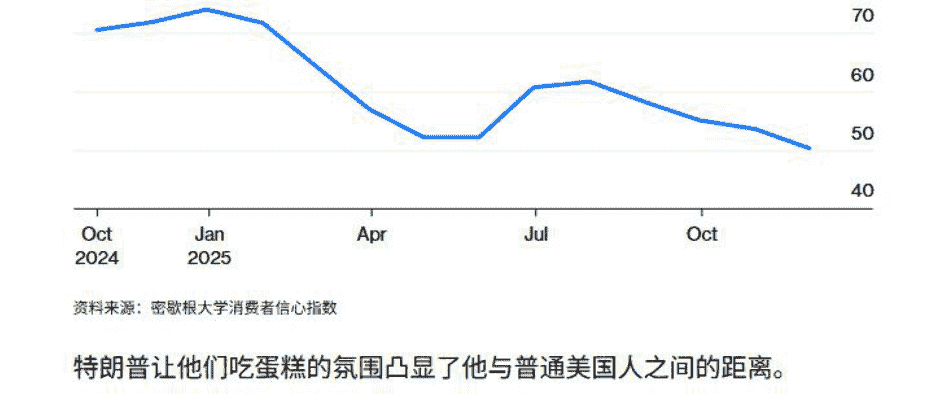 70
60
50
40
Oct Jan Apr Jul Oct
2024 2025
资料来源：密歇根大学消费者信心指数
特朗普让他们吃蛋糕的氛围凸显了他与普通美国人之间的距离。